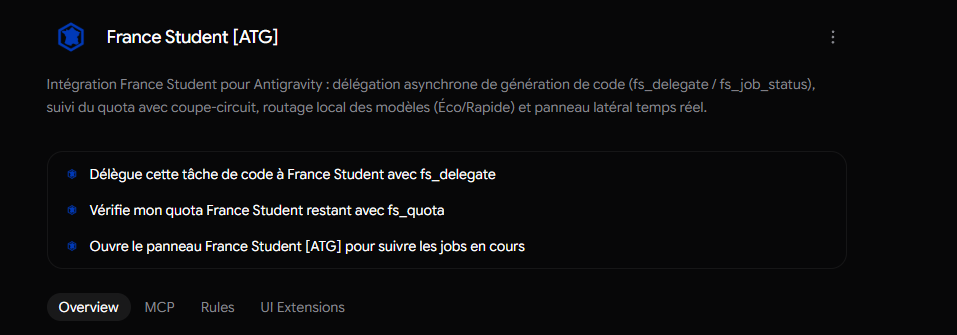 France Student [ATG]
Intégration France Student pour Antigravity : délégation asynchrone de génération de code (fs_delegate / fs_job_status),
suivi du quota avec coupe-circuit, routage local des modèles (Éco/Rapide) et panneau latéral temps réel.
Délègue cette tâche de code à France Student avec fs_delegate
Vérifie mon quota France Student restant avec fs_quota
Ouvre le panneau France Student [ATG] pour suivre les jobs en cours
Overview MCP Rules UI Extensions